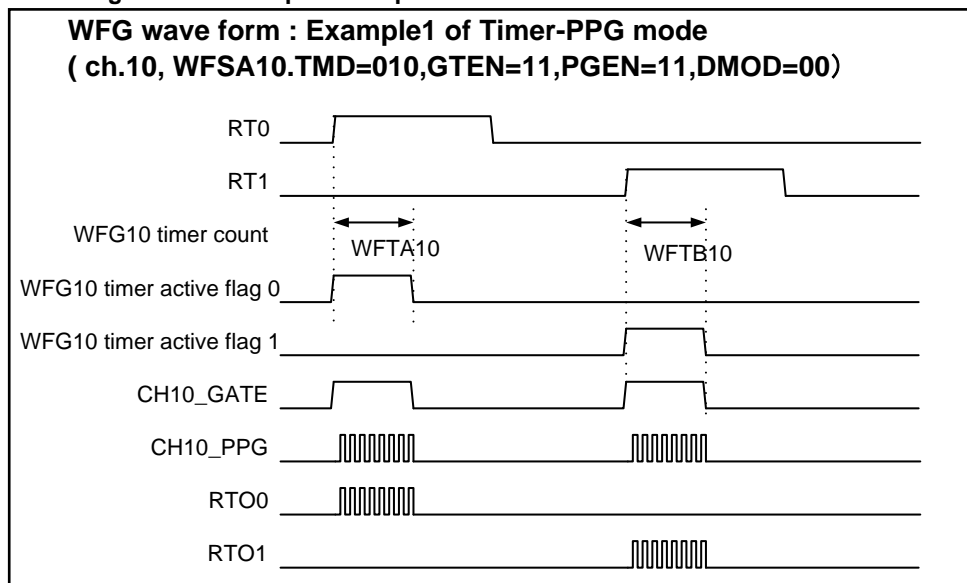 WFG wave form : Example1 of Timer-PPG mode
( ch.10, WFSA10.TMD=010,GTEN=11,PGEN=11,DMOD=00）
RT0
RT1
WFG10 timer count
WFTA10
WFTB10
WFG10 timer active flag 0
WFG10 timer active flag 1
CH10_GATE
CH10_PPG
RTO0
RTO1